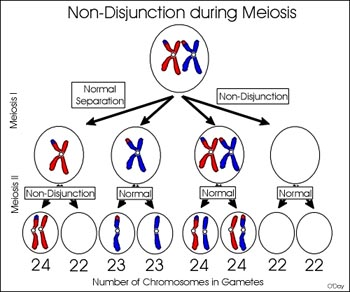 Non-Disjunction during Meiosis
Meiosis I
Normal
Separation
Non-Disjunction
Meiosis II
Non-Disjunction
Normal
Normal
Normal
24 22 23 23 24 24 22 22
Number of Chromosomes in Gametes
O'Day